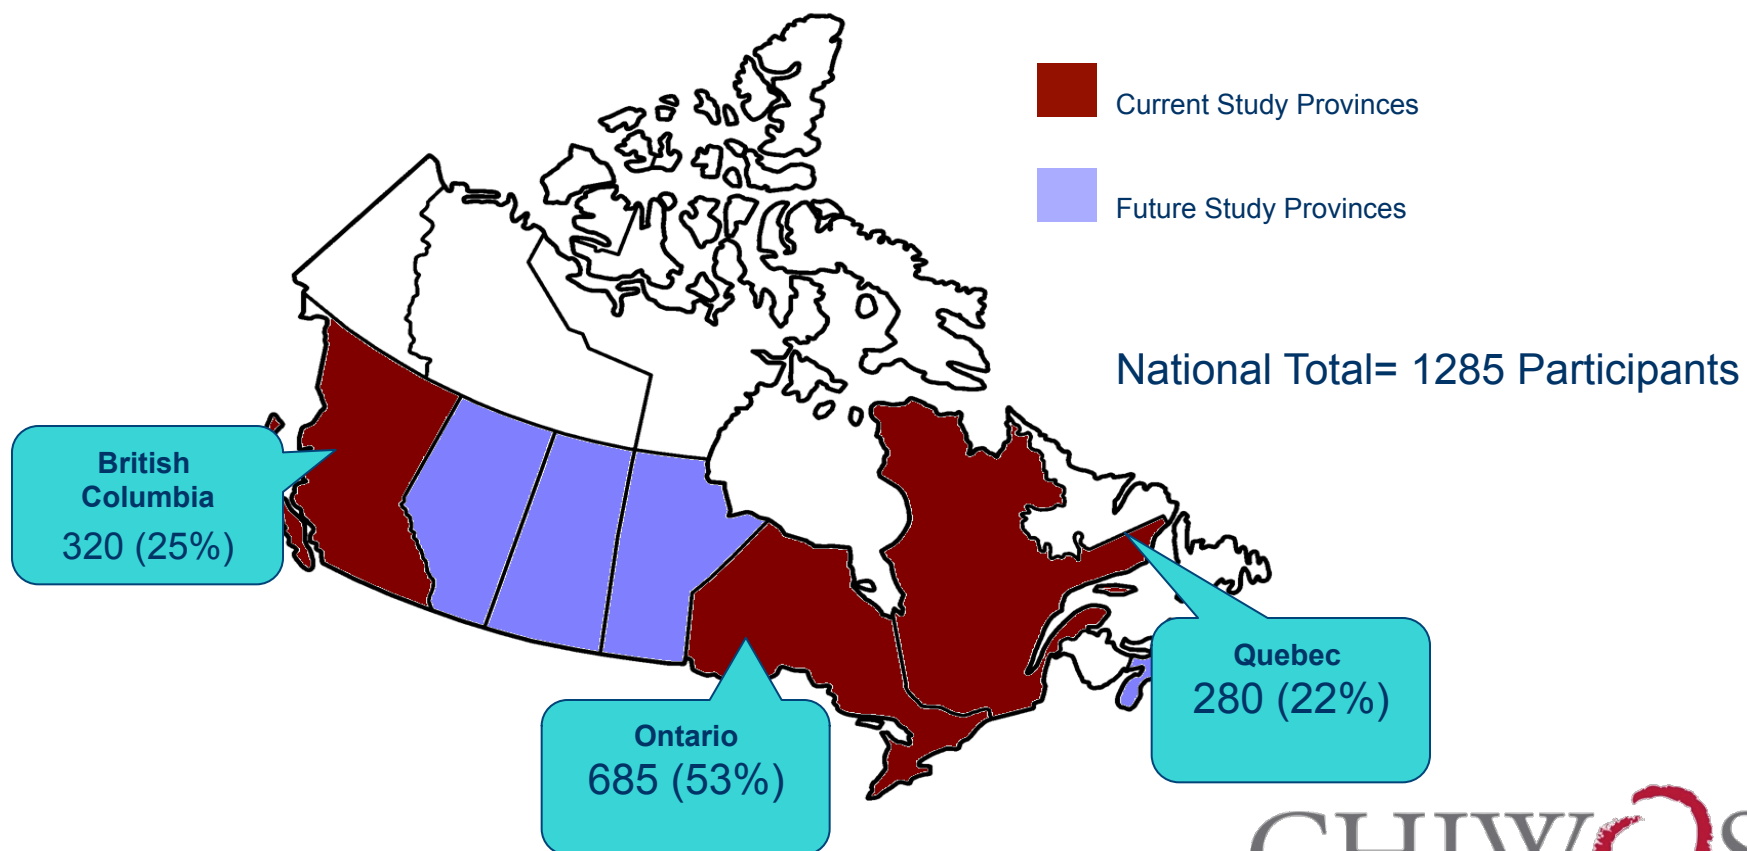 Current Study Provinces
Future Study Provinces
National Total= 1285 Participants
British
Columbia
320 (25%)
Ontario
685 (53%)
Quebec
280 (22%)
CHIWOS